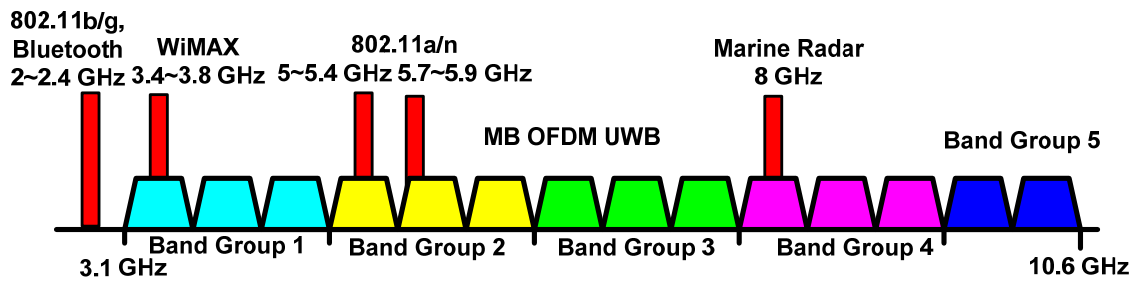 802.11b/g,
Bluetooth
2~2.4 GHz
WiMAX
3.4~3.8 GHz
802.11a/n
5~5.4 GHz
5.7~5.9 GHz
Marine Radar
8 GHz
MB OFDM UWB
Band Group 5
Band Group 1
Band Group 2
Band Group 3
Band Group 4
3.1 GHz
10.6 GHz